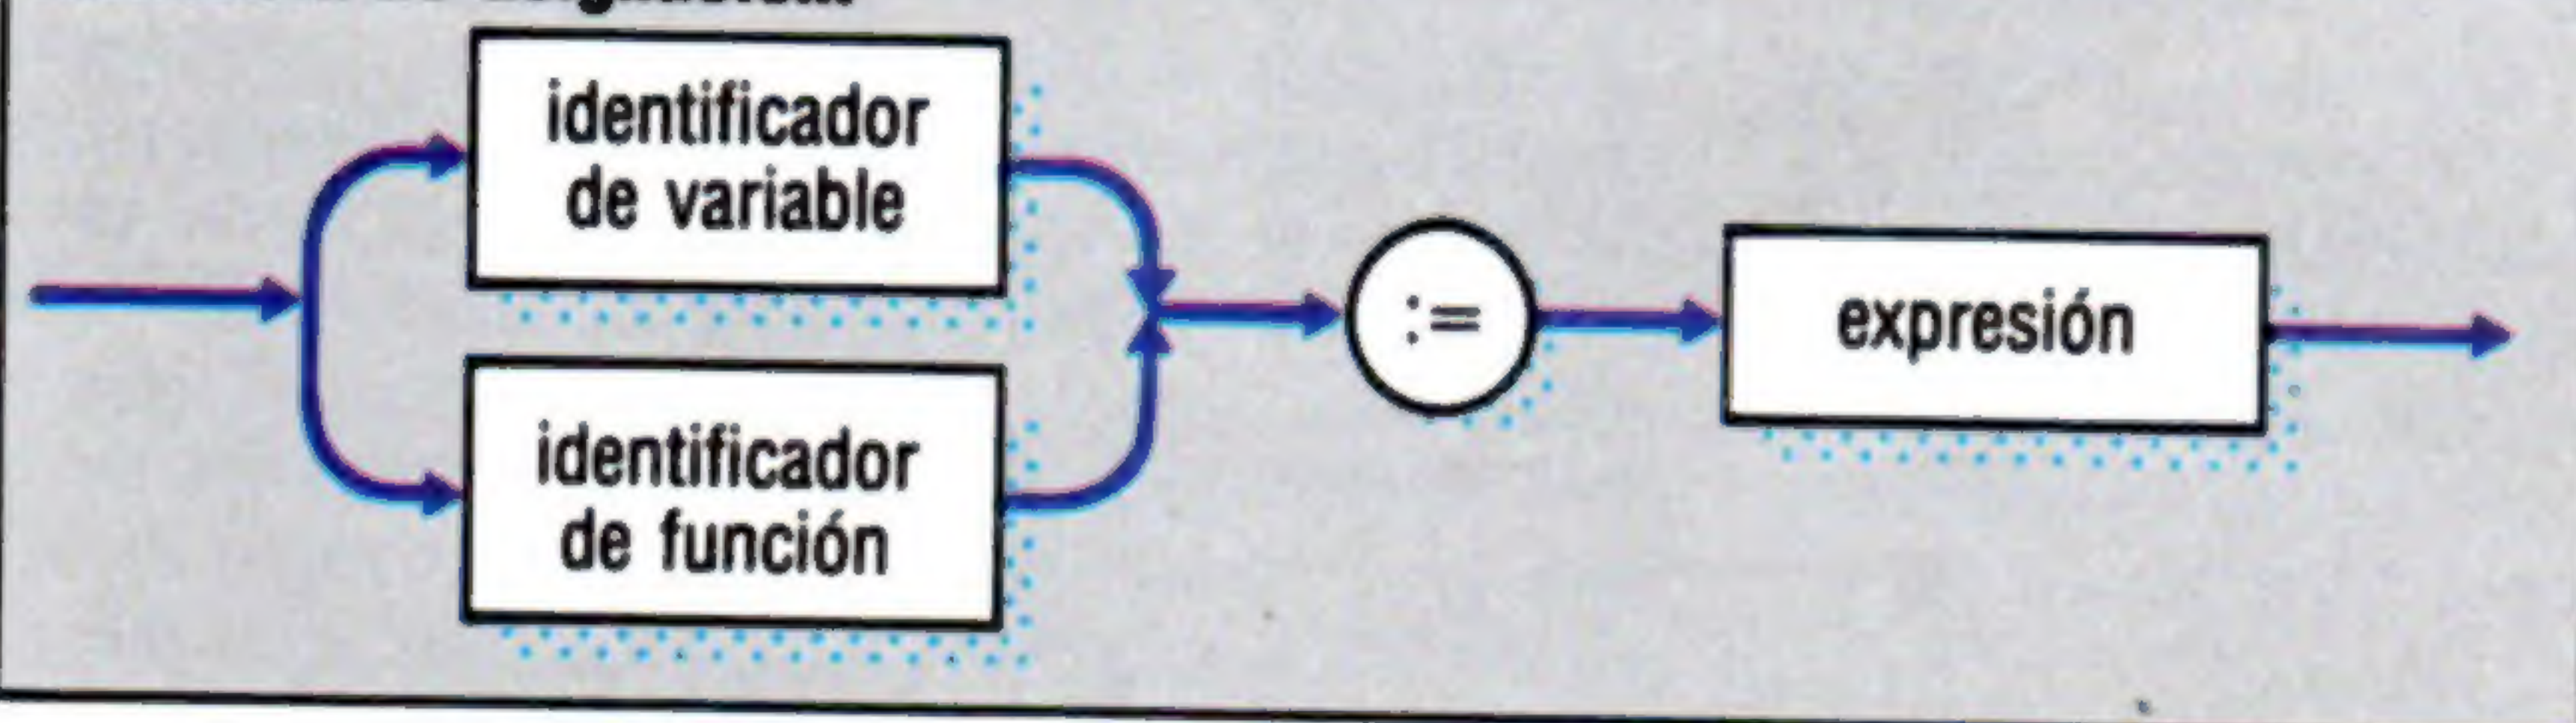 identificador
de variable
:=
expresión
identificador
de función